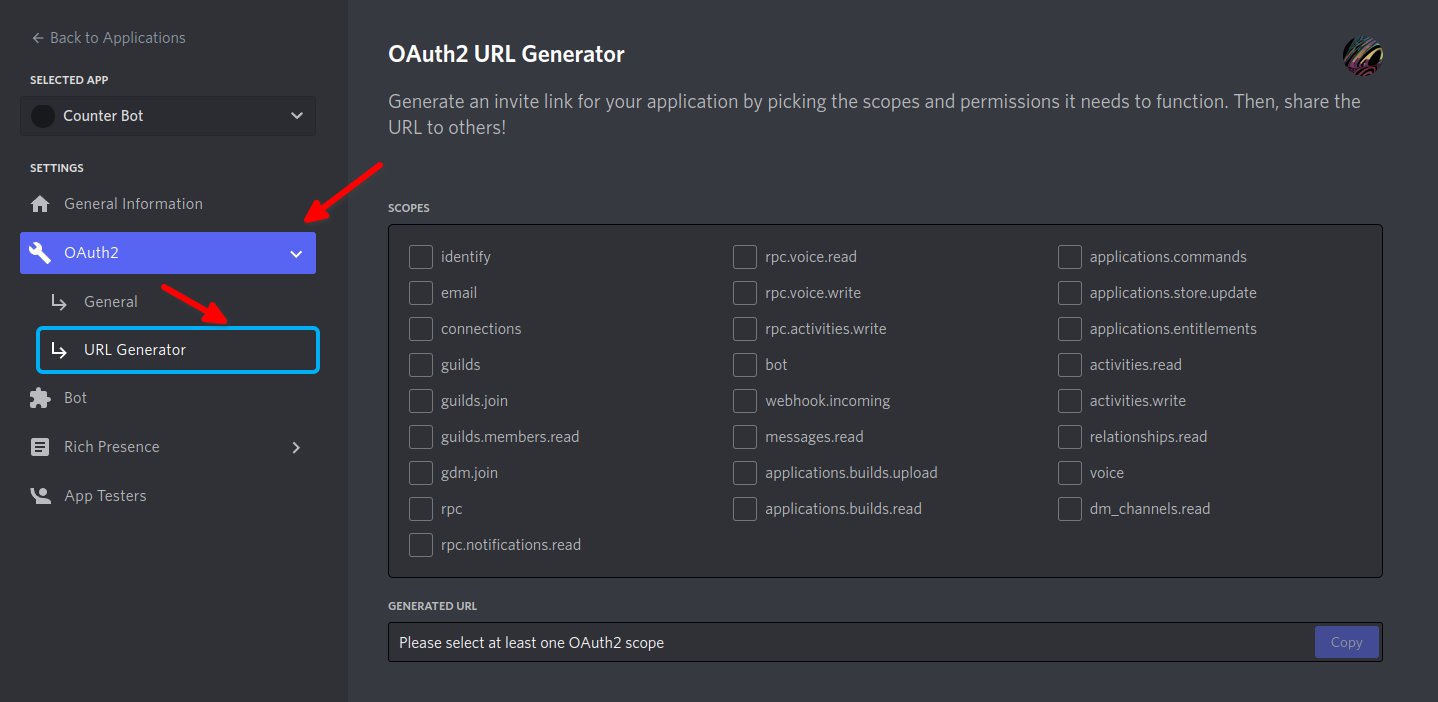 ← Back to Applications
SELECTED APP
Counter Bot
SETTINGS
General Information
OAuth2
General
URL Generator
Bot
Rich Presence
App Testers
OAuth2 URL Generator
Generate an invite link for your application by picking the scopes and permissions it needs to function. Then, share the
URL to others!
SCOPES
identify
email
connections
guilds
guilds.join
guilds.members.read
gdm.join
rpc
rpc.notifications.read
rpc.voice.read
rpc.voice.write
rpc.activities.write
bot
webhook.incoming
messages.read
applications.builds.upload
applications.builds.read
applications.commands
applications.store.update
applications.entitlements
activities.read
activities.write
relationships.read
voice
dm_channels.read
GENERATED URL
Please select at least one OAuth2 scope
Copy